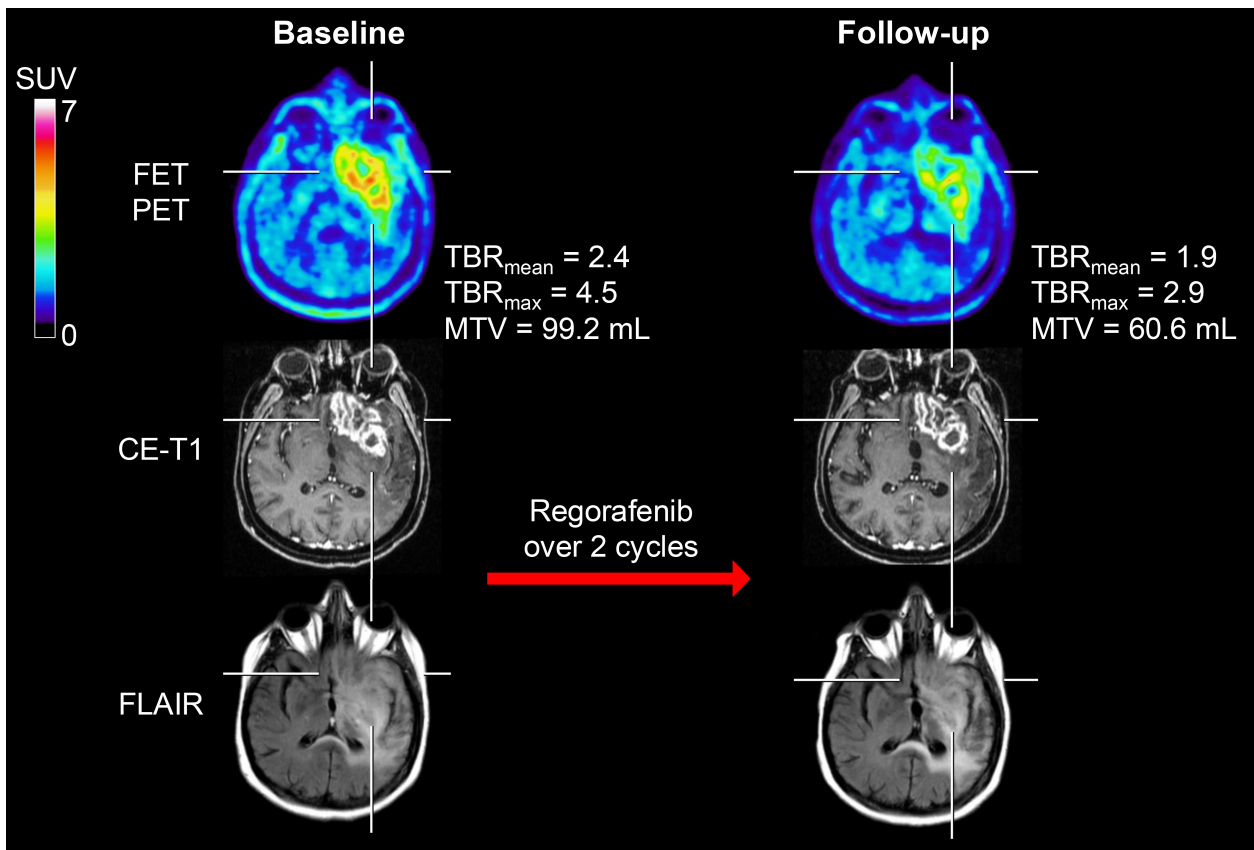 Baseline
Follow-up
SUV
7
0
FET
PET
TBRmean = 2.4
TBRmax = 4.5
MTV = 99.2 mL
TBRmean = 1.9
TBRmax = 2.9
MTV = 60.6 mL
CE-T1
Regorafenib
over 2 cycles
FLAIR